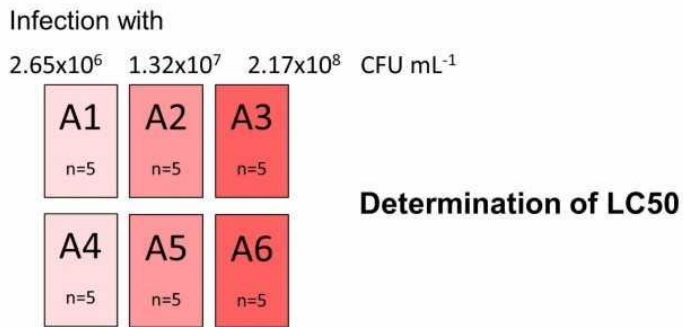 Infection with
2.65x10⁶ 1.32x10⁷ 2.17x10⁸ CFU mL⁻¹
A1 A2 A3
n=5 n=5 n=5
Determination of LC50
A4 A5 A6
n=5 n=5 n=5